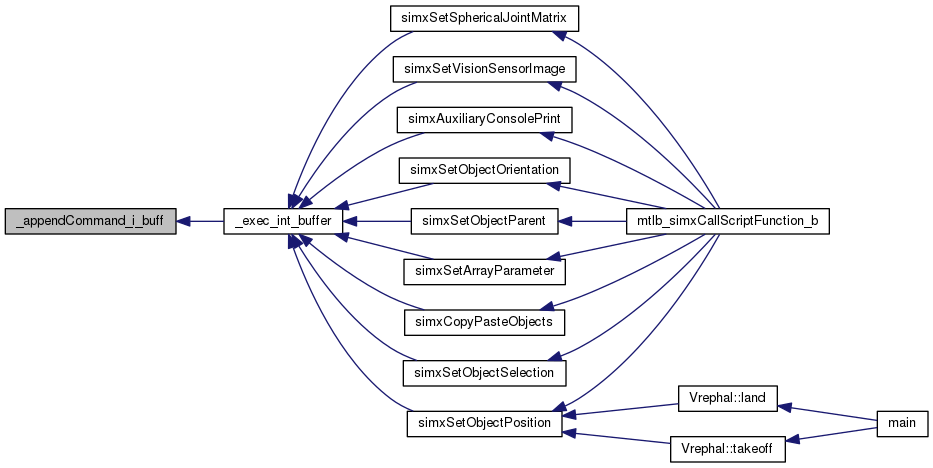 simxSetSphericalJointMatrix
simxSetVisionSensorImage
simxAuxiliaryConsolePrint
simxSetObjectOrientation
_appendCommand_i_buff
_exec_int_buffer
simxSetObjectParent
mtlb_simxCallScriptFunction_b
simxSetArrayParameter
simxCopyPasteObjects
simxSetObjectSelection
Vrephal::land
simxSetObjectPosition
main
Vrephal::takeoff